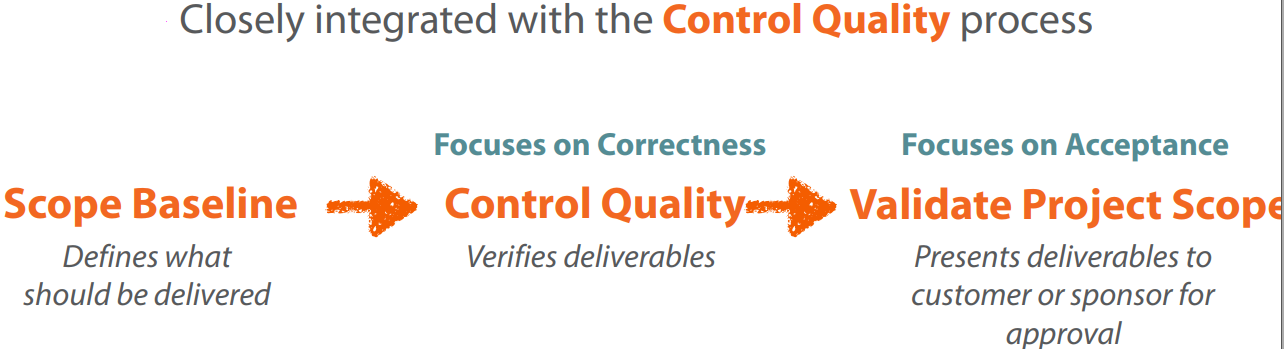 Closely integrated with the Control Quality process
Focuses on Correctness
Focuses on Acceptance
Scope Baseline
Control Quality
Validate Project Scope
Defines what
should be delivered
Verifies deliverables
Presents deliverables to
customer or sponsor for
approval